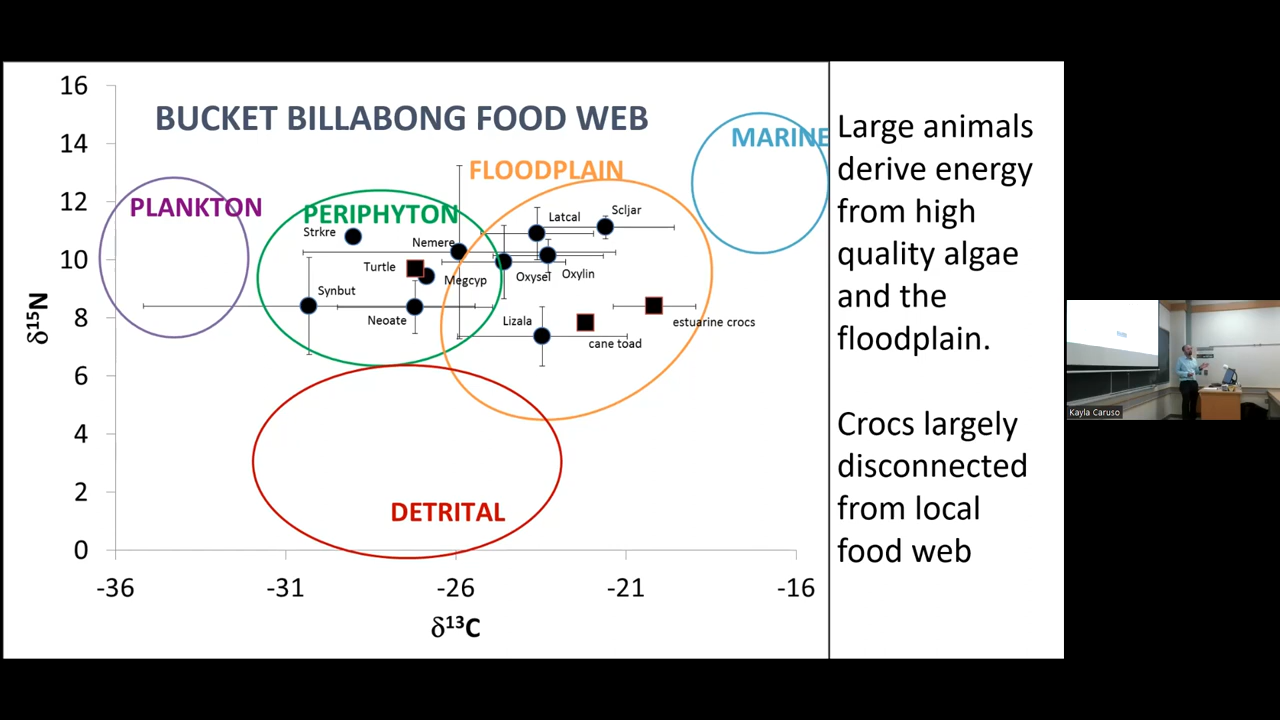 BUCKET BILLABONG FOOD WEB
16
14
12
10
8
6
4
2
0
δ15N
-36
-31
-26
-21
-16
δ13C
PLANKTON
PERIPHYTON
FLOODPLAIN
MARINE
DETRITAL
Strkre
Nemere
Latcal
Scljar
Turtle
Megcyp
Oxysel
Oxylin
Synbut
Neoate
Lizala
cane toad
estuarine crocs
Large animals
derive energy
from high
quality algae
and the
floodplain.
Crocs largely
disconnected
from local
food web
Kayla Caruso